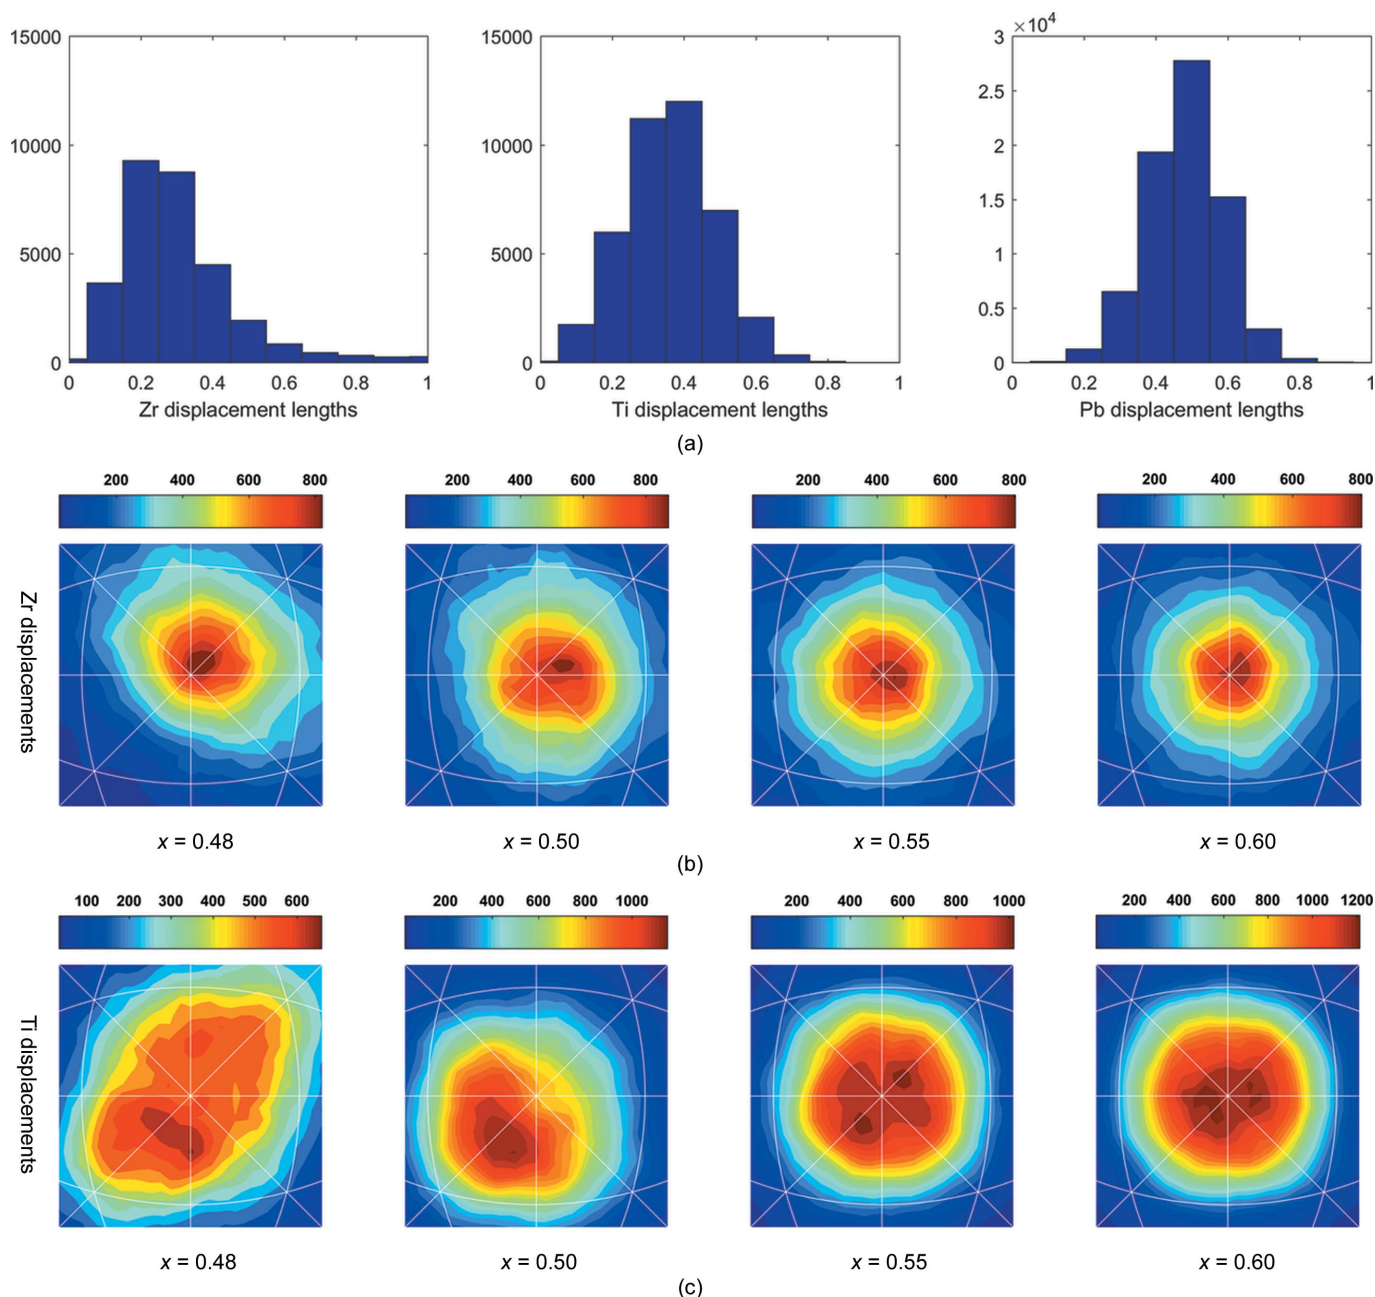 15000 15000 ×10⁴ 3
2.5
10000 10000 2
1.5
5000 5000 1
0.5
0 0 0
0 0.2 0.4 0.6 0.8 1 0 0.2 0.4 0.6 0.8 1 0 0.2 0.4 0.6 0.8 1
Zr displacement lengths Ti displacement lengths Pb displacement lengths
(a)
200 400 600 800 200 400 600 800 200 400 600 800 200 400 600 800
Zr displacements
x = 0.48 x = 0.50 x = 0.55 x = 0.60
(b)
100 200 300 400 500 600 200 400 600 800 1000 200 400 600 800 1000 200 400 600 800 1000 1200
Ti displacements
x = 0.48 x = 0.50 x = 0.55 x = 0.60
(c)